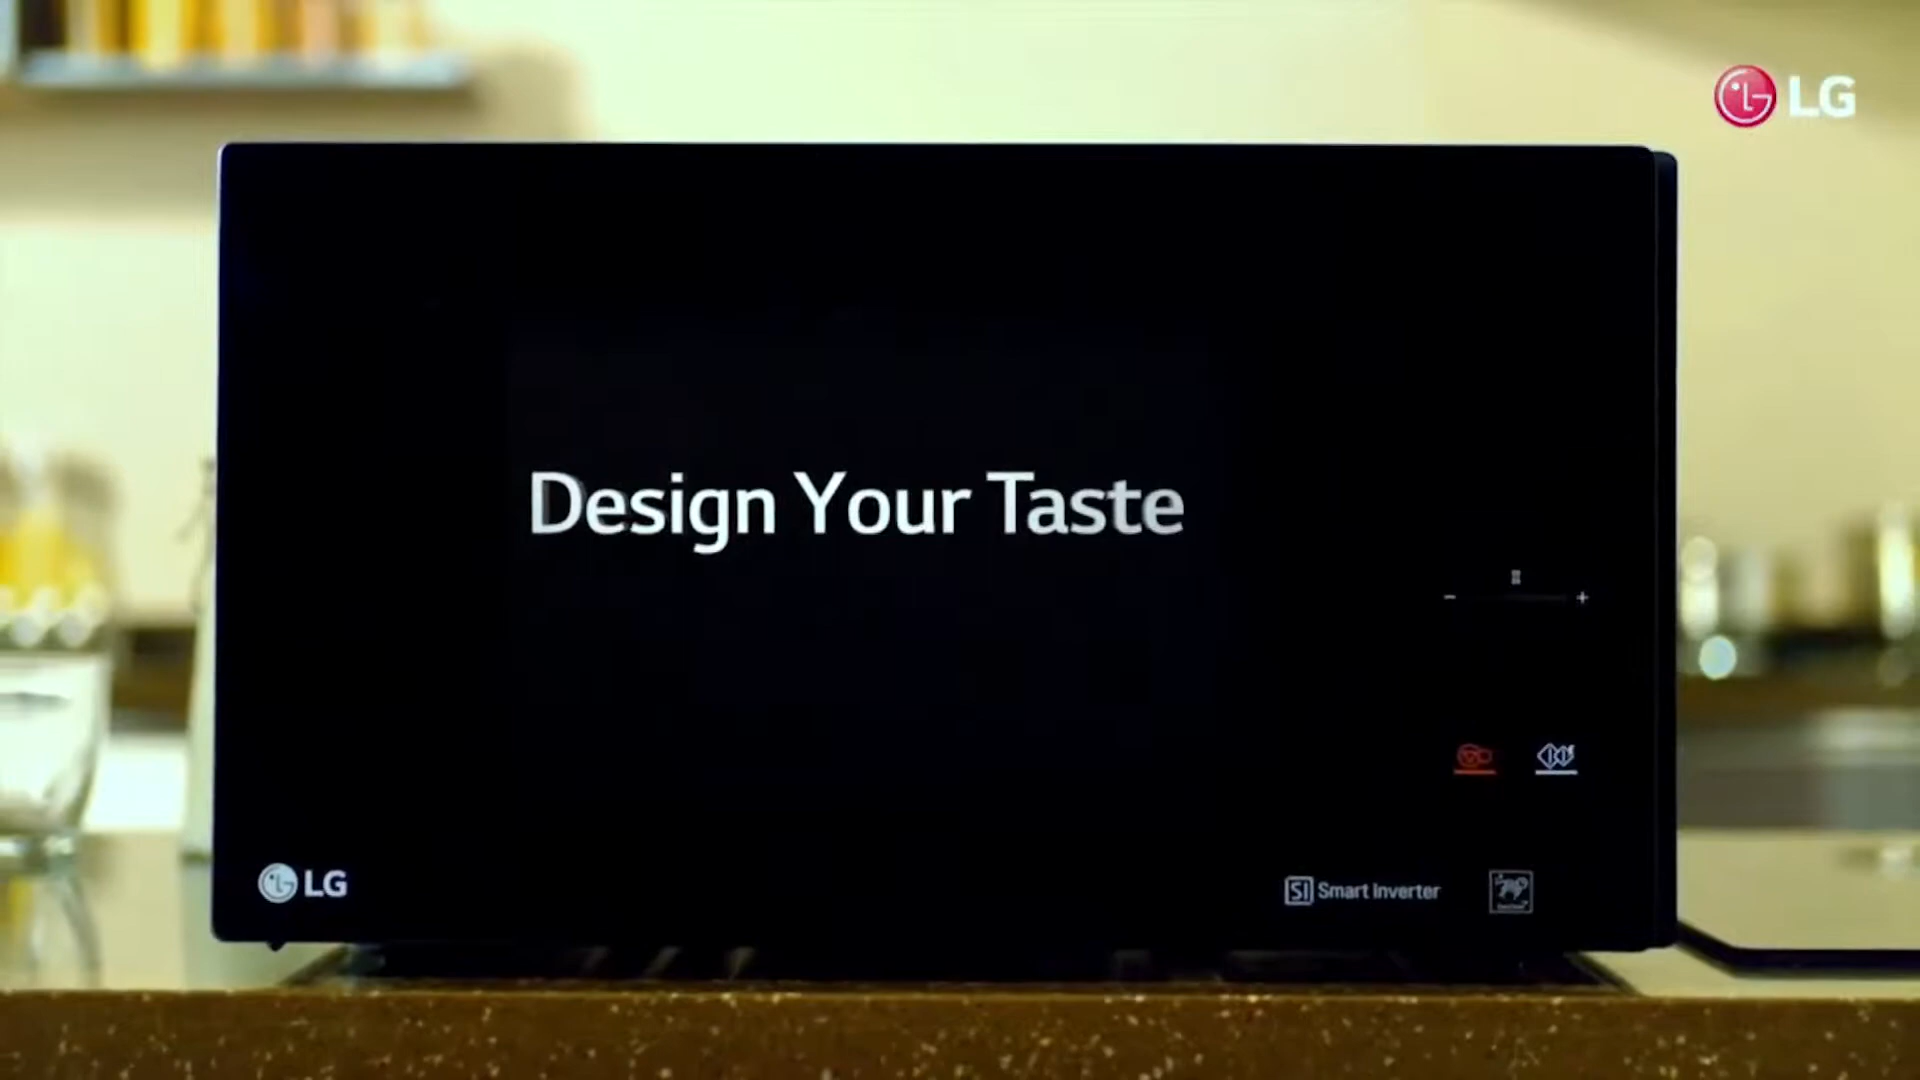 LG
Design Your Taste
- +
LG
SI Smart Inverter